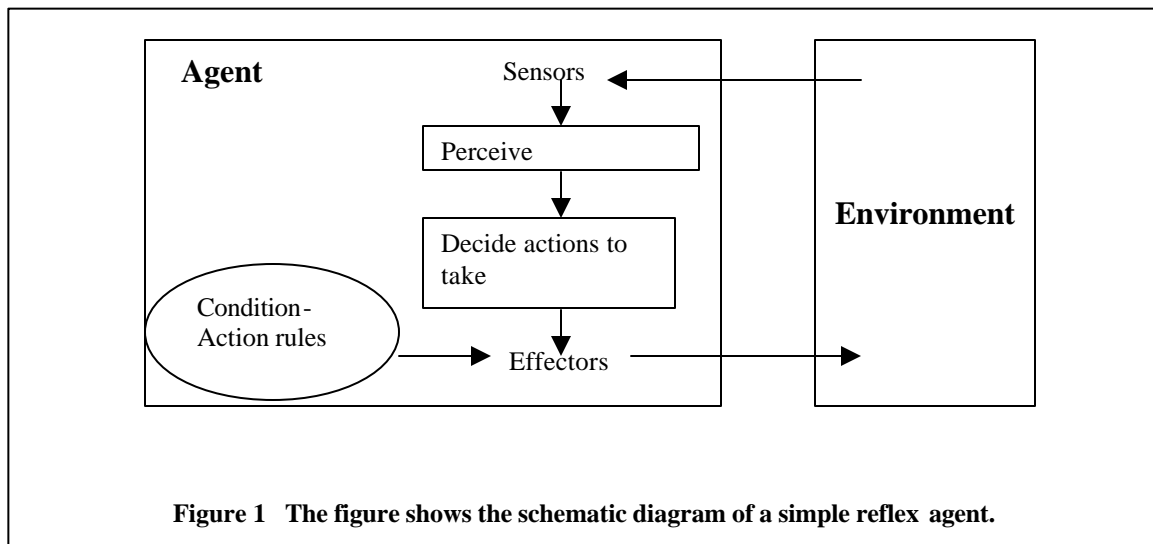 Agent
Sensors
Perceive
Environment
Decide actions to
take
Condition-
Action rules
Effectors
Figure 1 The figure shows the schematic diagram of a simple reflex agent.